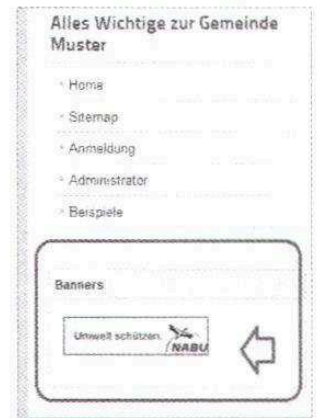 Alles Wichtige zur Gemeinde
Muster
Home
Sitemap
Anmeldung
Administrator
Beispiele
Banners
Umwelt schützen.
NABU